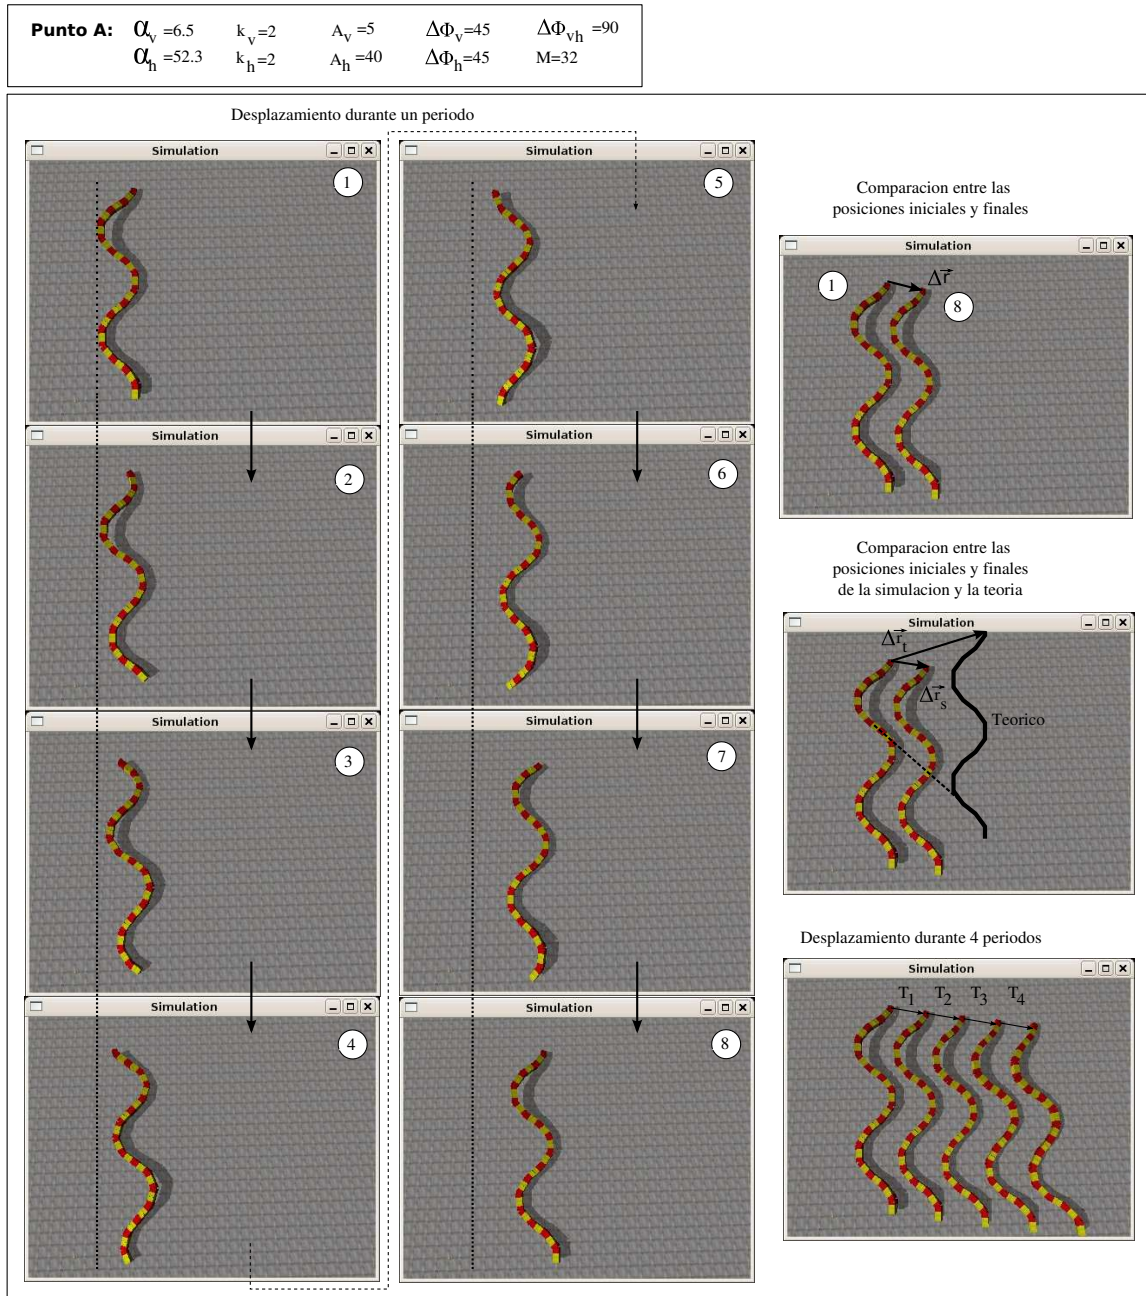 Punto A: αv =6.5 kv=2 Av =5 ΔΦv=45 ΔΦvh =90
αh =52.3 kh=2 Ah =40 ΔΦh=45 M=32
Desplazamiento durante un periodo
Simulation
1
Simulation
2
Simulation
3
Simulation
4
Simulation
5
Simulation
6
Simulation
7
Simulation
8
Comparacion entre las
posiciones iniciales y finales
Simulation
1
Δr⃗
8
Comparacion entre las
posiciones iniciales y finales
de la simulacion y la teoría
Simulation
Δr⃗t
Δr⃗s
Teorico
Desplazamiento durante 4 periodos
Simulation
T1 T2 T3 T4